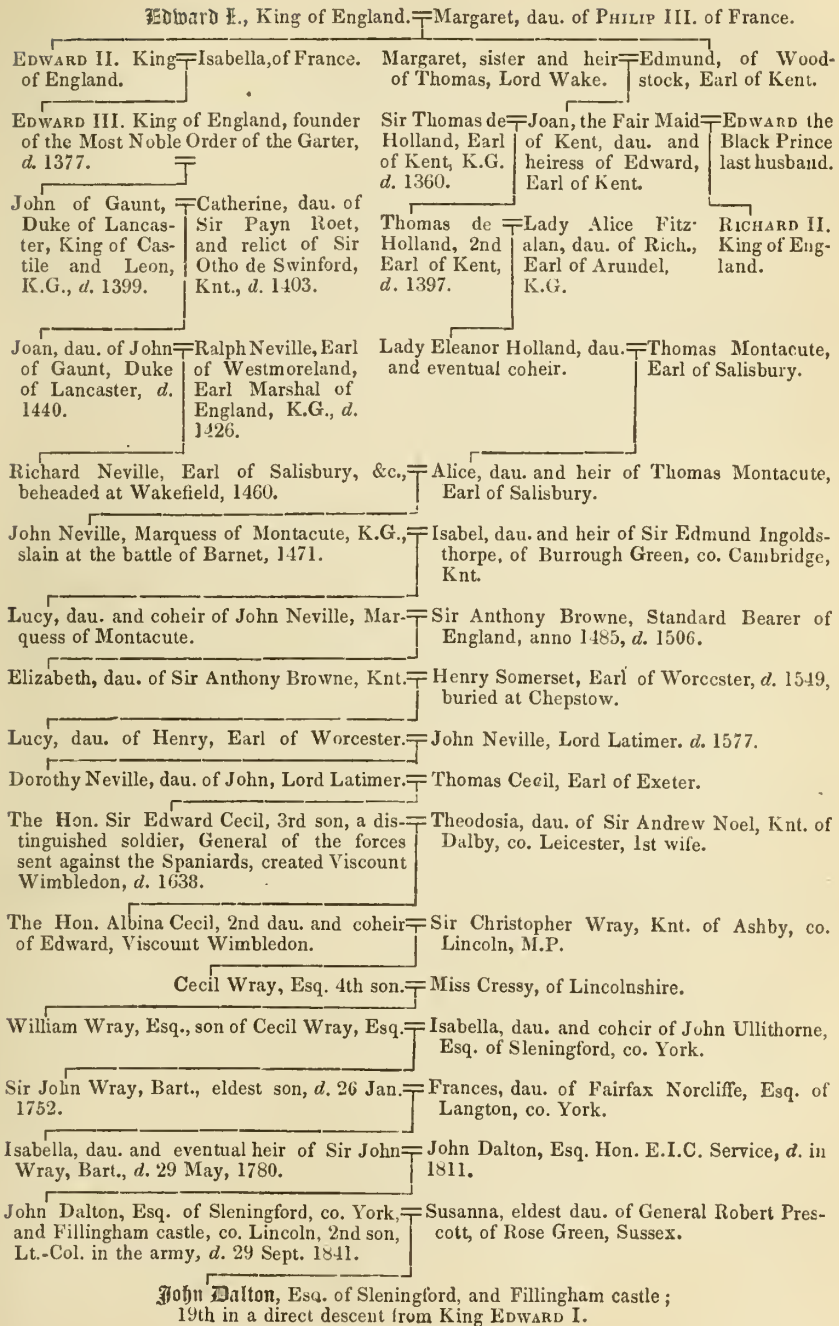 Edward I., King of England. Margaret, dau. of PHILIP III. of France.
EDWARD II. King
of England.
Isabella, of France.
Margaret, sister and heir
of Thomas, Lord Wake.
Edmund, of Wood-
stock, Earl of Kent.
EDWARD III. King of England, founder
of the Most Noble Order of the Garter,
d. 1377.
Sir Thomas de
Holland, Earl
of Kent, K.G.
d. 1360.
Joan, the Fair Maid
of Kent, dau. and
heiress of Edward,
Earl of Kent.
EDWARD the
Black Prince
last husband.
John of Gaunt,
Duke of Lancas-
ter, King of Cas-
tile and Leon,
K.G., d. 1399.
Catherine, dau. of
Sir Payn Roet,
and relict of Sir
Otho de Swinford,
Knt., d. 1403.
Thomas de
Holland, 2nd
Earl of Kent,
d. 1397.
Lady Alice Fitz-
alan, dau. of Rich.,
Earl of Arundel,
K.G.
RICHARD II.
King of Eng-
land.
Joan, dau. of John
of Gaunt, Duke
of Lancaster, d.
1440.
Ralph Neville, Earl
of Westmoreland,
Earl Marshal of
England, K.G., d.
1426.
Lady Eleanor Holland, dau.
and eventual coheir.
Thomas Montacute,
Earl of Salisbury.
Richard Neville, Earl of Salisbury, &c.,
beheaded at Wakefield, 1460.
Alice, dau. and heir of Thomas Montacute,
Earl of Salisbury.
John Neville, Marquess of Montacute, K.G.,
slain at the battle of Barnet, 1471.
Isabel, dau. and heir of Sir Edmund Ingolds-
thorpe, of Burrough Green, co. Cambridge,
Knt.
Lucy, dau. and coheir of John Neville, Mar-
quess of Montacute.
Sir Anthony Browne, Standard Bearer of
England, anno 1485, d. 1506.
Elizabeth, dau. of Sir Anthony Browne, Knt.
Henry Somerset, Earl of Worcester, d. 1549,
buried at Chepstow.
Lucy, dau. of Henry, Earl of Worcester.
John Neville, Lord Latimer. d. 1577.
Dorothy Neville, dau. of John, Lord Latimer.
Thomas Cecil, Earl of Exeter.
The Hon. Sir Edward Cecil, 3rd son, a dis-
tinguished soldier, General of the forces
sent against the Spaniards, created Viscount
Wimbledon, d. 1638.
Theodosia, dau. of Sir Andrew Noel, Knt. of
Dalby, co. Leicester, 1st wife.
The Hon. Albina Cecil, 2nd dau. and coheir
of Edward, Viscount Wimbledon.
Sir Christopher Wray, Knt. of Ashby, co.
Lincoln, M.P.
Cecil Wray, Esq. 4th son.
Miss Cressy, of Lincolnshire.
William Wray, Esq., son of Cecil Wray, Esq.
Isabella, dau. and coheir of John Ullithorne,
Esq. of Sleningford, co. York.
Sir John Wray, Bart., eldest son, d. 26 Jan.
1752.
Frances, dau. of Fairfax Norcliffe, Esq. of
Langton, co. York.
Isabella, dau. and eventual heir of Sir John
Wray, Bart., d. 29 May, 1780.
John Dalton, Esq. Hon. E.I.C. Service, d. in
1811.
John Dalton, Esq. of Sleningford, co. York,
and Fillingham castle, co. Lincoln, 2nd son,
Lt.-Col. in the army, d. 29 Sept. 1841.
Susanna, eldest dau. of General Robert Pres-
cott, of Rose Green, Sussex.
John Dalton, Esq. of Sleningford, and Fillingham castle;
19th in a direct descent from King EDWARD I.